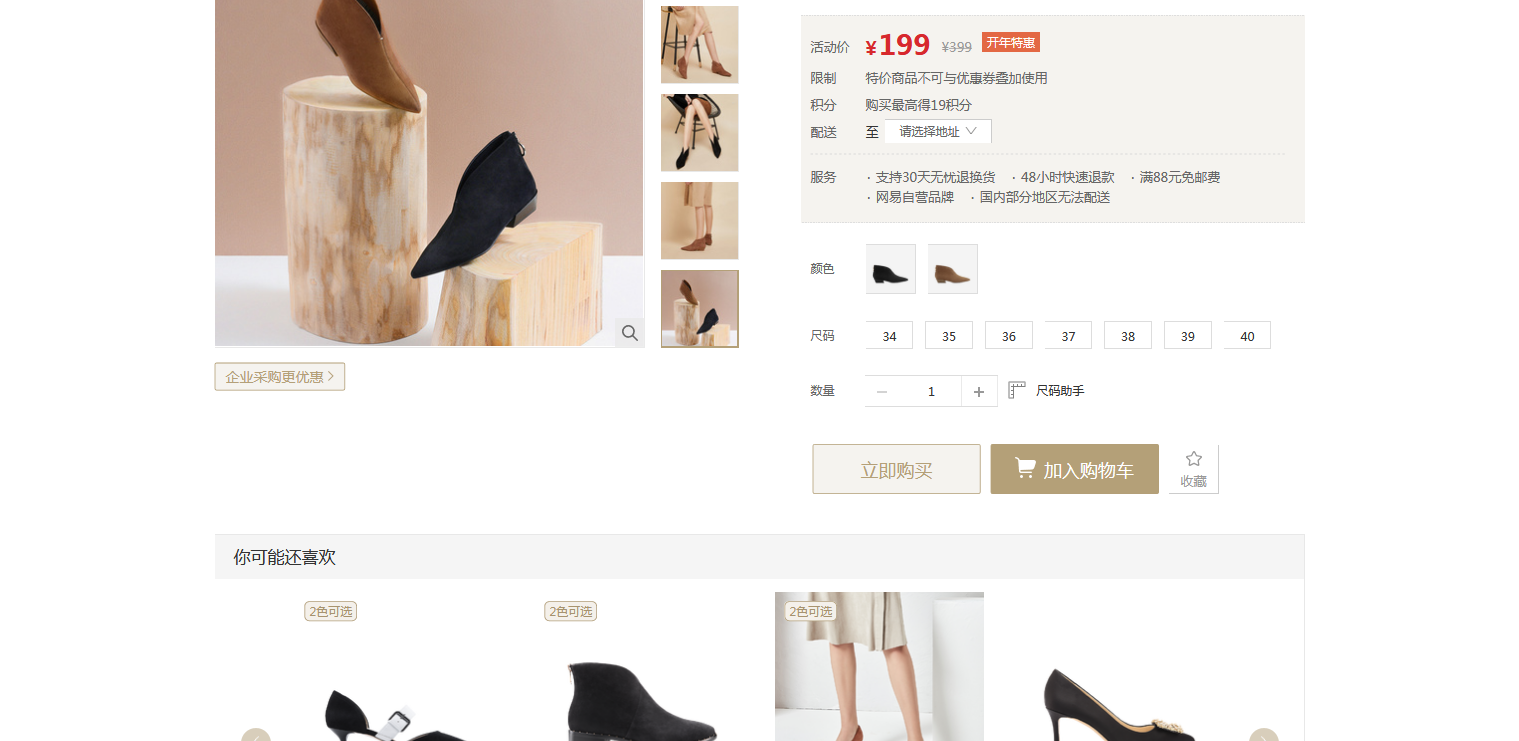 活动价 ¥199 ¥399 开年特惠
限制 特价商品不可与优惠券叠加使用
积分 购买最高得19积分
配送 至 请选择地址
服务 · 支持30天无忧退换货 · 48小时快速退款 · 满88元免邮费
· 网易自营品牌 · 国内部分地区无法配送
颜色
尺码 34 35 36 37 38 39 40
企业采购更优惠 >
数量 − 1 + 尺码助手
立即购买 加入购物车 收藏
你可能还喜欢
2色可选 2色可选 2色可选